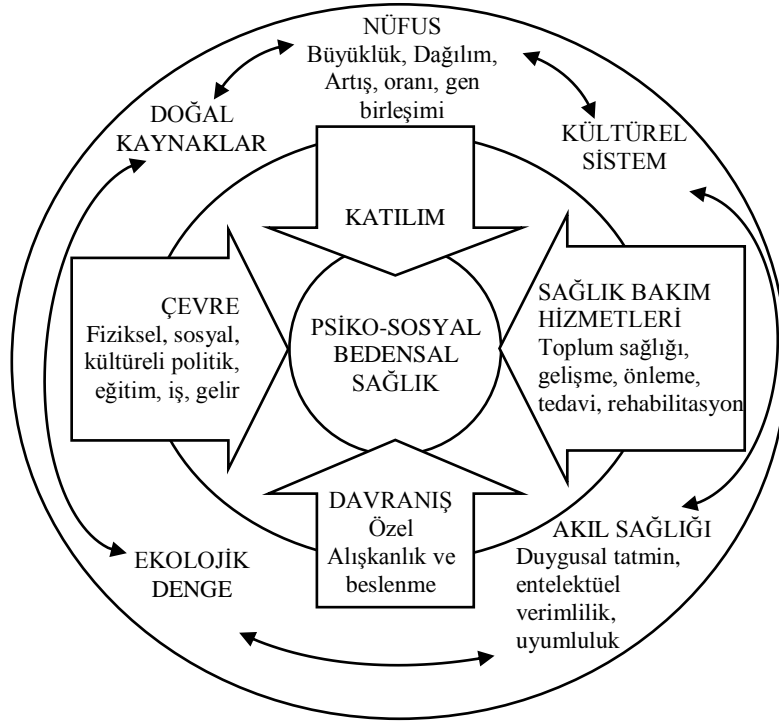 NÜFUS
Büyüklük, Dağılım,
Artış, oranı, gen
birleşimi
DOĞAL
KAYNAKLAR
KÜLTÜREL
SİSTEM
KATILIM
ÇEVRE
Fiziksel, sosyal,
kültüreli politik,
eğitim, iş, gelir
PSİKO-SOSYAL
BEDENSAL
SAĞLIK
SAĞLIK BAKIM
HİZMETLERİ
Toplum sağlığı,
gelişme, önleme,
tedavi, rehabilitasyon
DAVRANIŞ
Özel
Alışkanlık ve
beslenme
EKOLOJİK
DENGE
AKIL SAĞLIĞI
Duygusal tatmin,
entelektüel
verimlilik,
uyumluluk